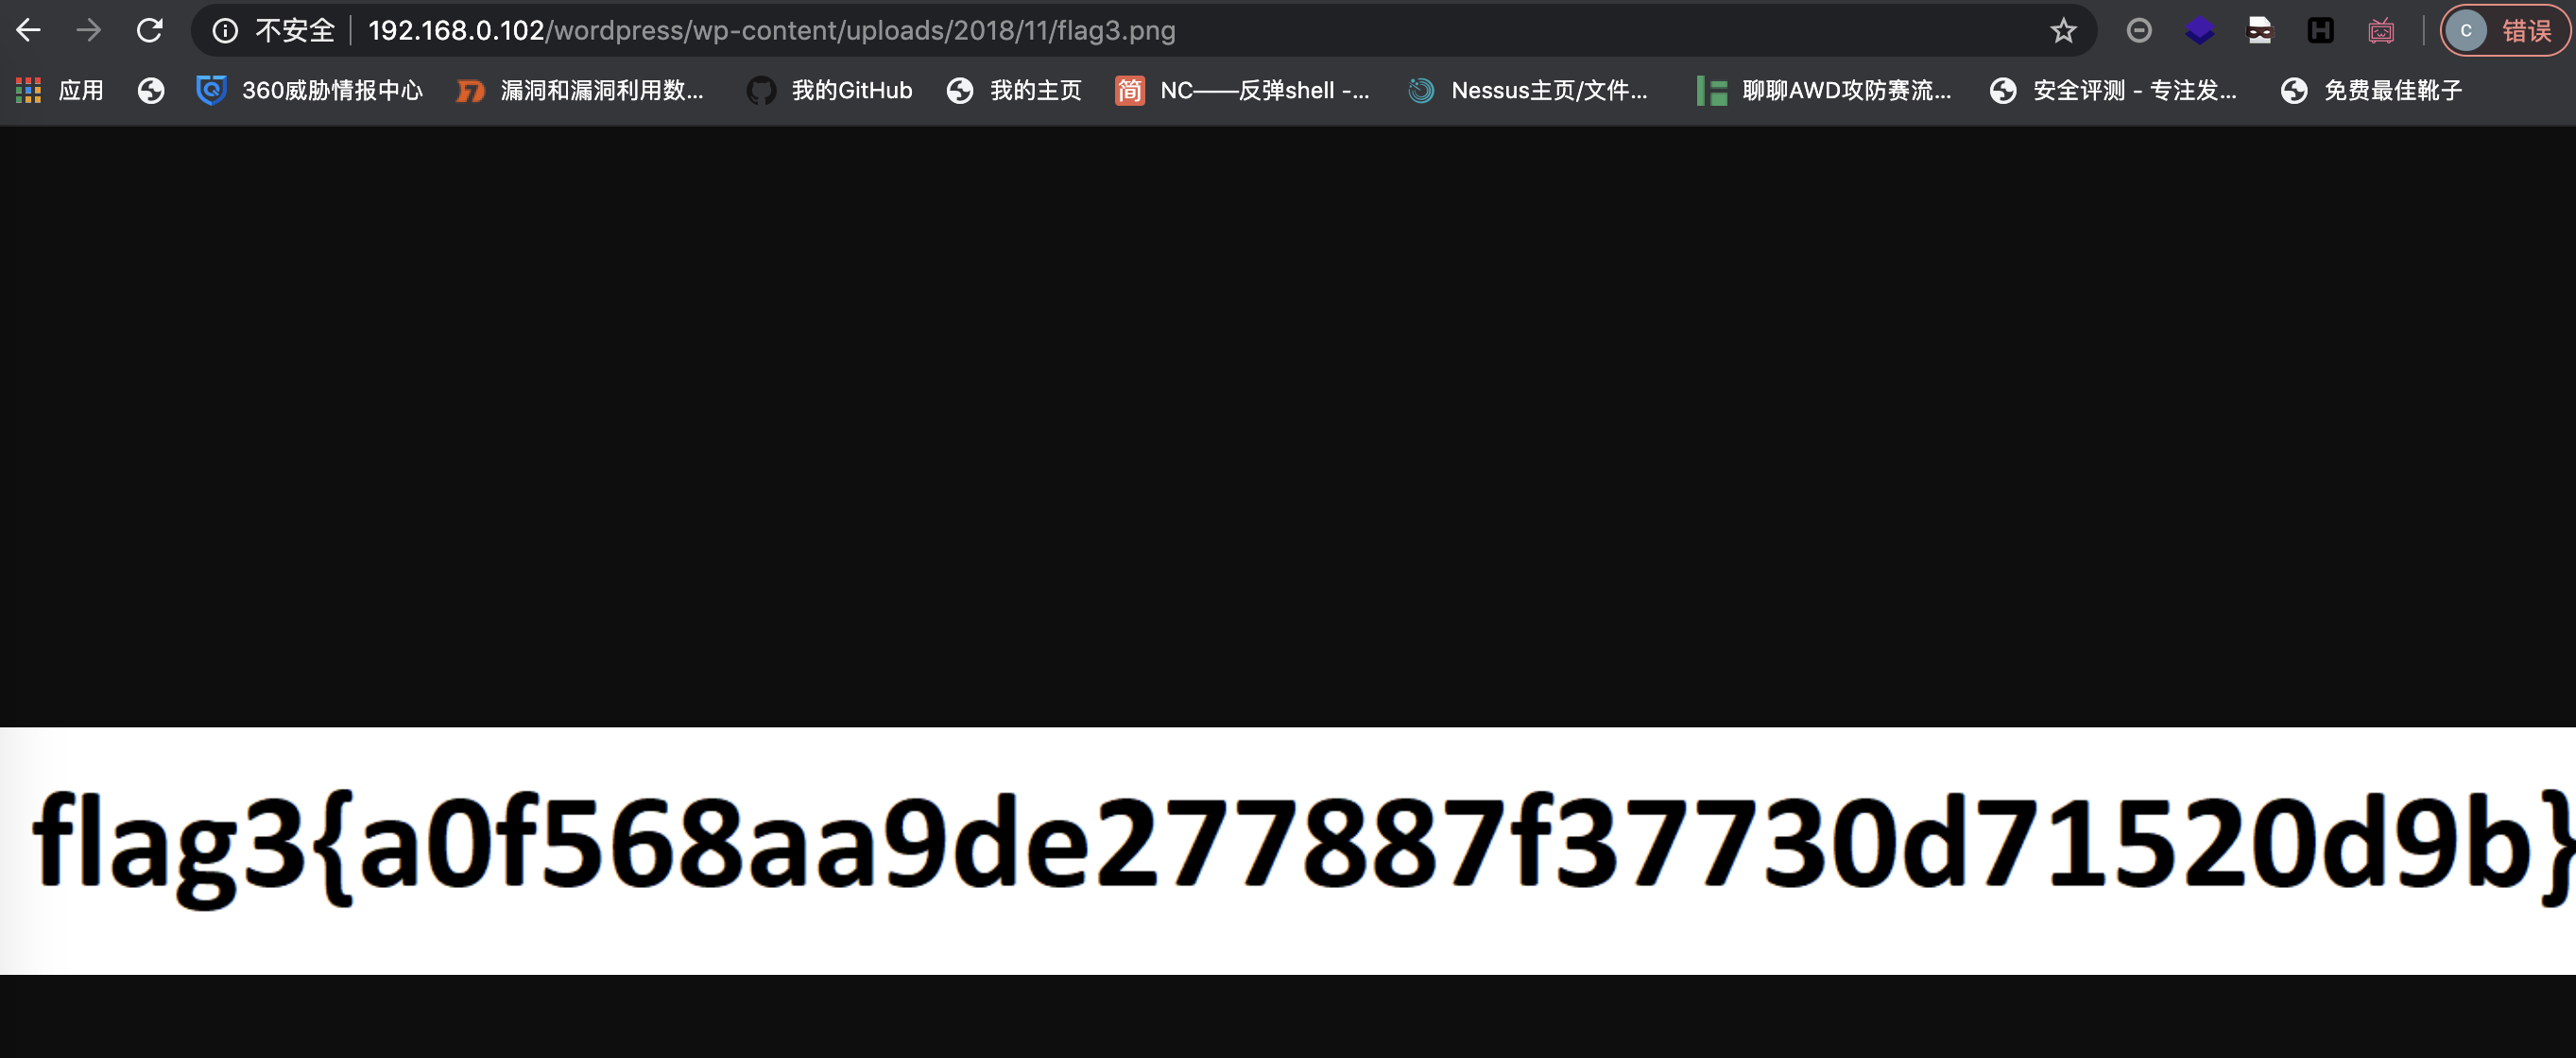 不安全 192.168.0.102/wordpress/wp-content/uploads/2018/11/flag3.png C 错误
应用 360威胁情报中心 漏洞和漏洞利用数... 我的GitHub 我的主页 简 NC——反弹shell -... Nessus主页/文件... 聊聊AWD攻防赛流... 安全评测 - 专注发... 免费最佳靴子
flag3{a0f568aa9de277887f37730d71520d9b}